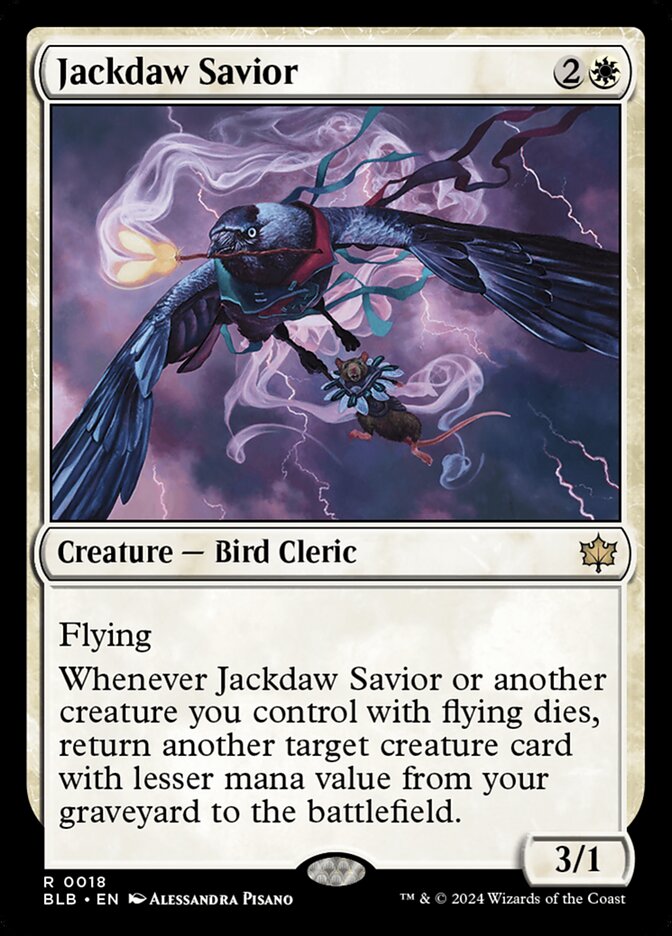 Jackdaw Savior 2
Creature — Bird Cleric
Flying
Whenever Jackdaw Savior or another
creature you control with flying dies,
return another target creature card
with lesser mana value from your
graveyard to the battlefield.
3/1
R 0018
BLB • EN Alessandra Pisano ™ & © 2024 Wizards of the Coast